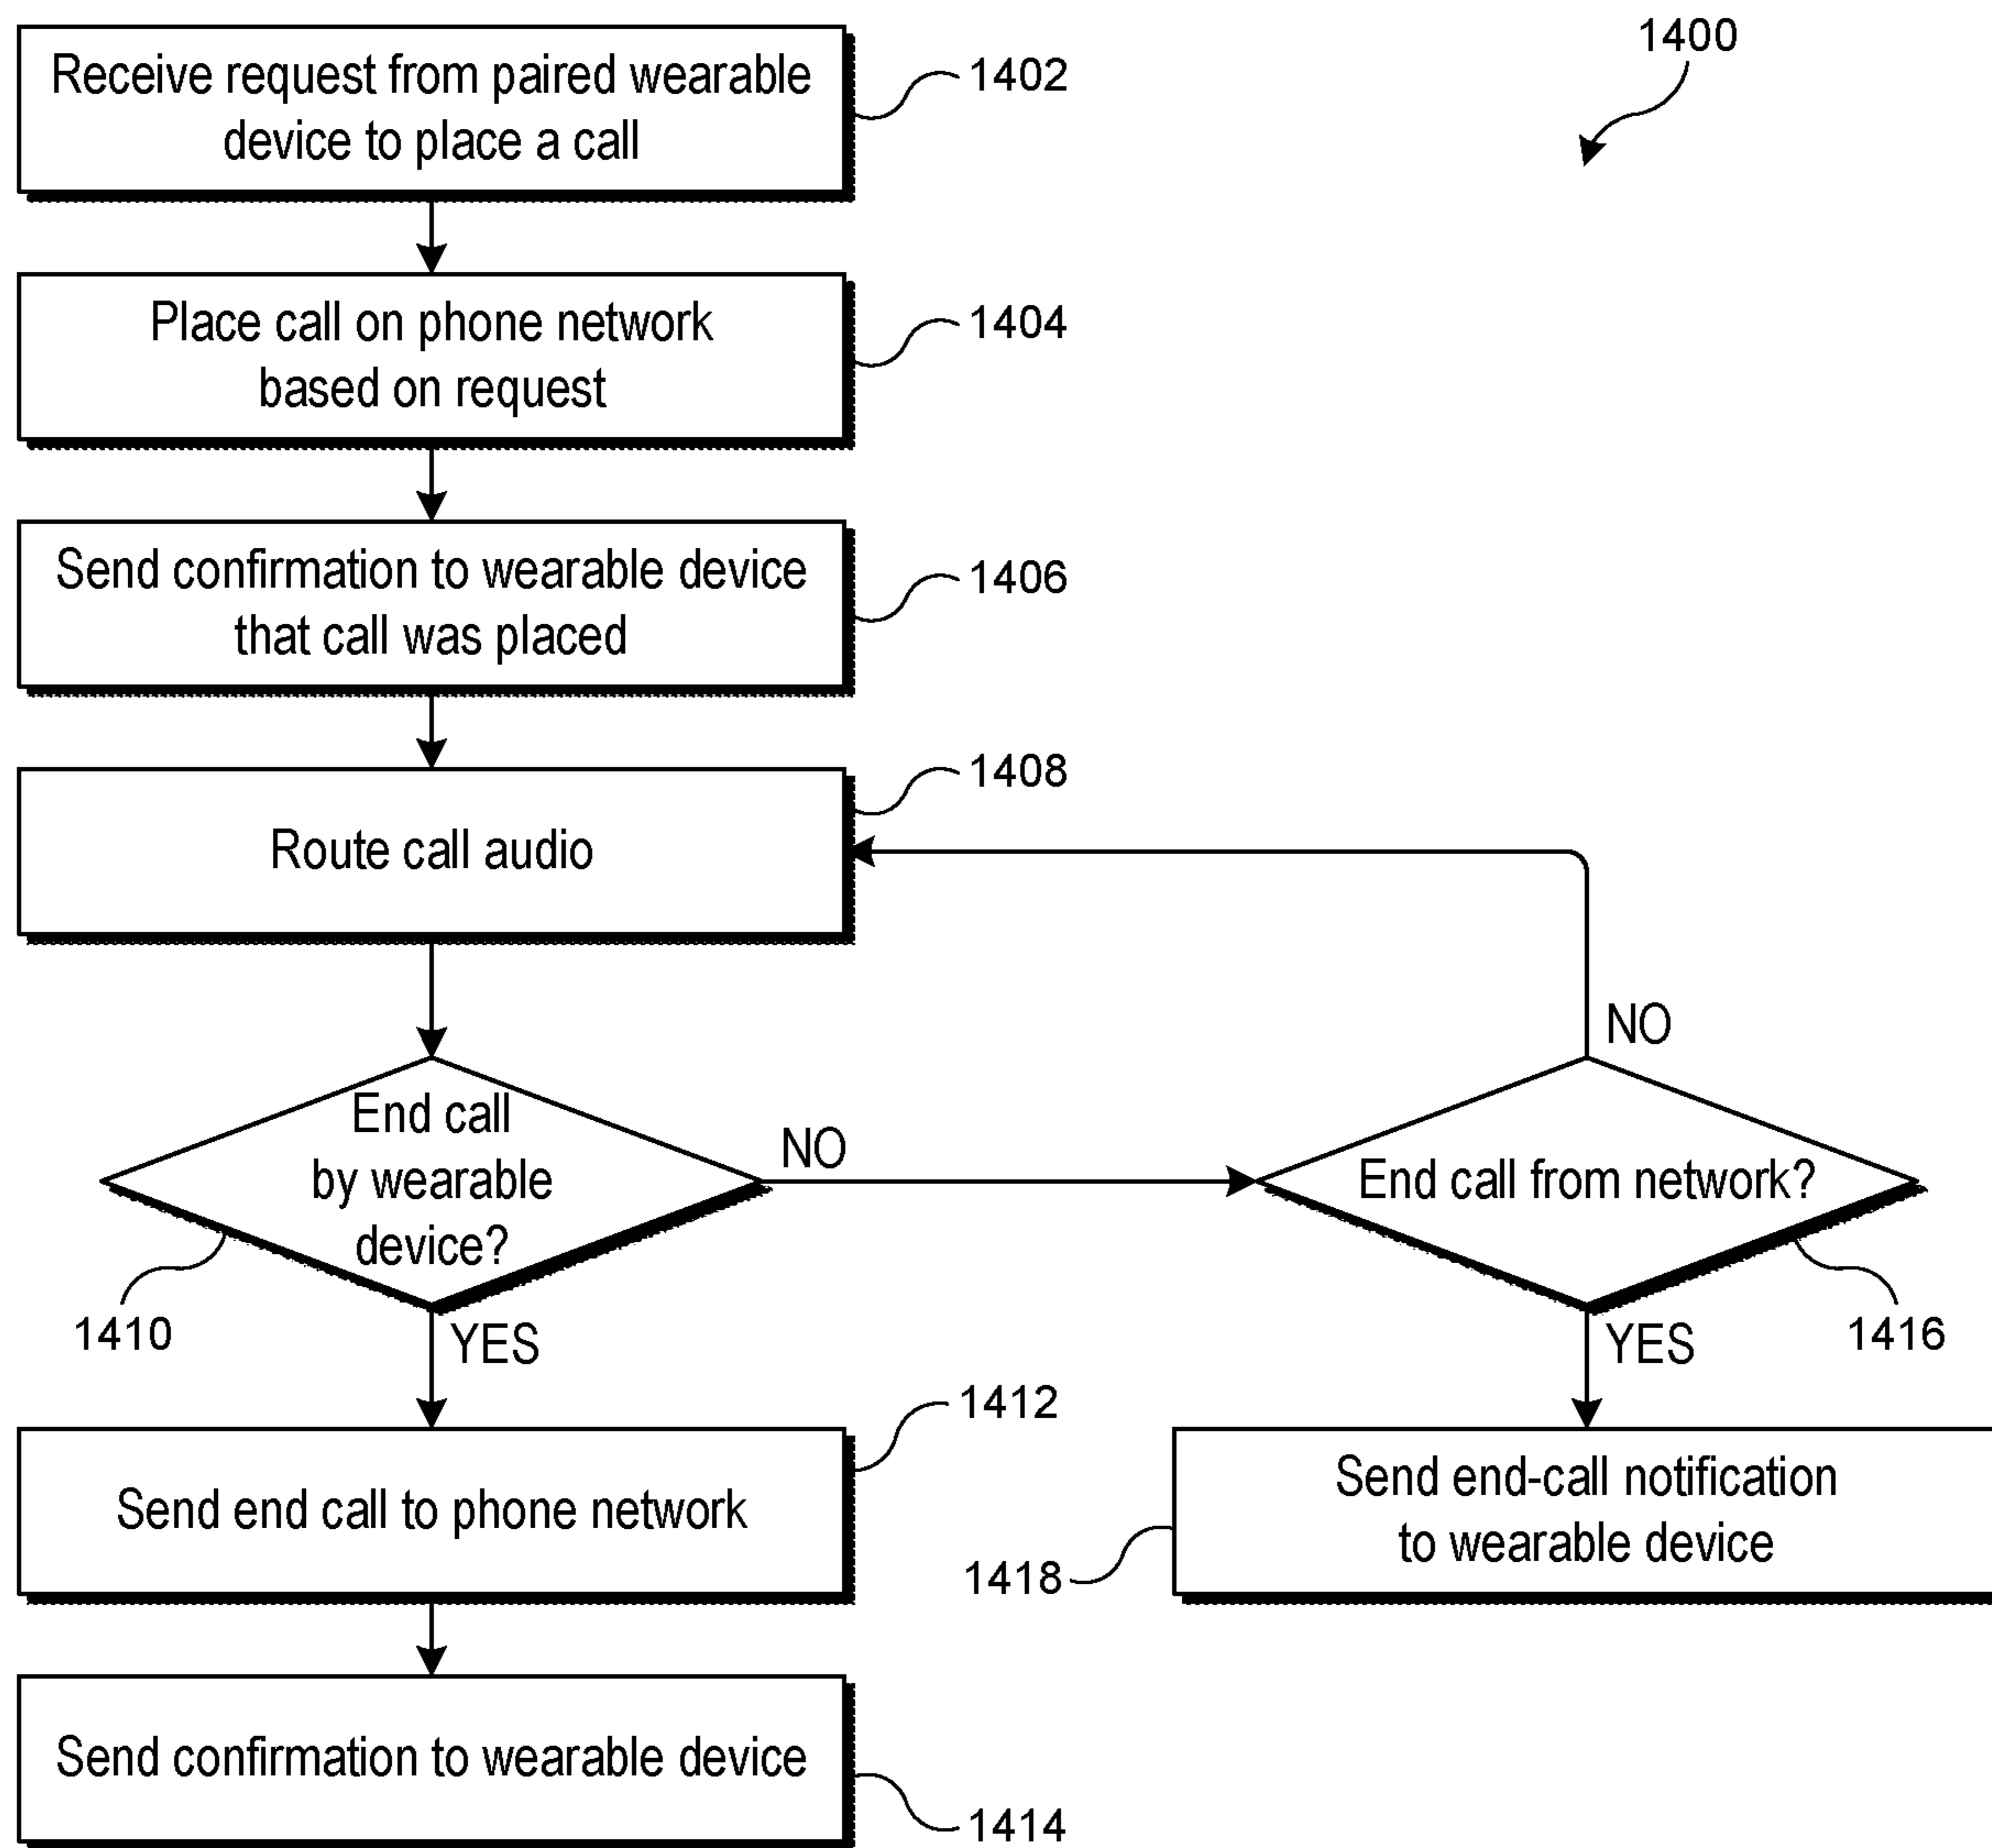 1400
Receive request from paired wearable
device to place a call
1402
Place call on phone network
based on request
1404
Send confirmation to wearable device
that call was placed
1406
Route call audio
1408
End call
by wearable
device?
1410
NO
YES
End call from network?
1416
NO
YES
Send end call to phone network
1412
Send end-call notification
to wearable device
1418
Send confirmation to wearable device
1414